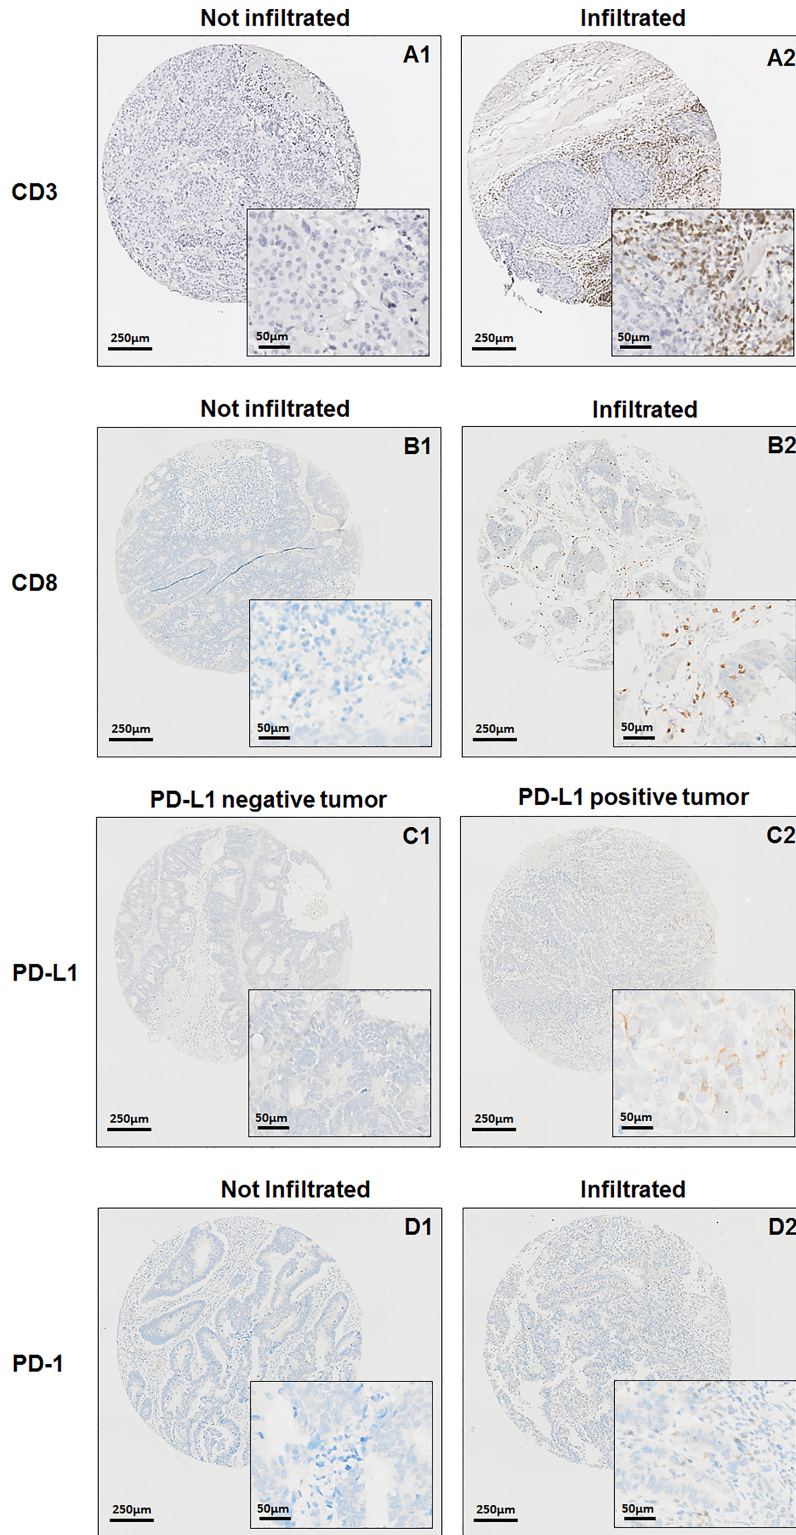 Not infiltrated
Infiltrated
CD3
A1
A2
250µm
50µm
250µm
50µm
Not infiltrated
Infiltrated
CD8
B1
B2
250µm
50µm
250µm
50µm
PD-L1 negative tumor
PD-L1 positive tumor
PD-L1
C1
C2
250µm
50µm
250µm
50µm
Not Infiltrated
Infiltrated
PD-1
D1
D2
250µm
50µm
250µm
50µm